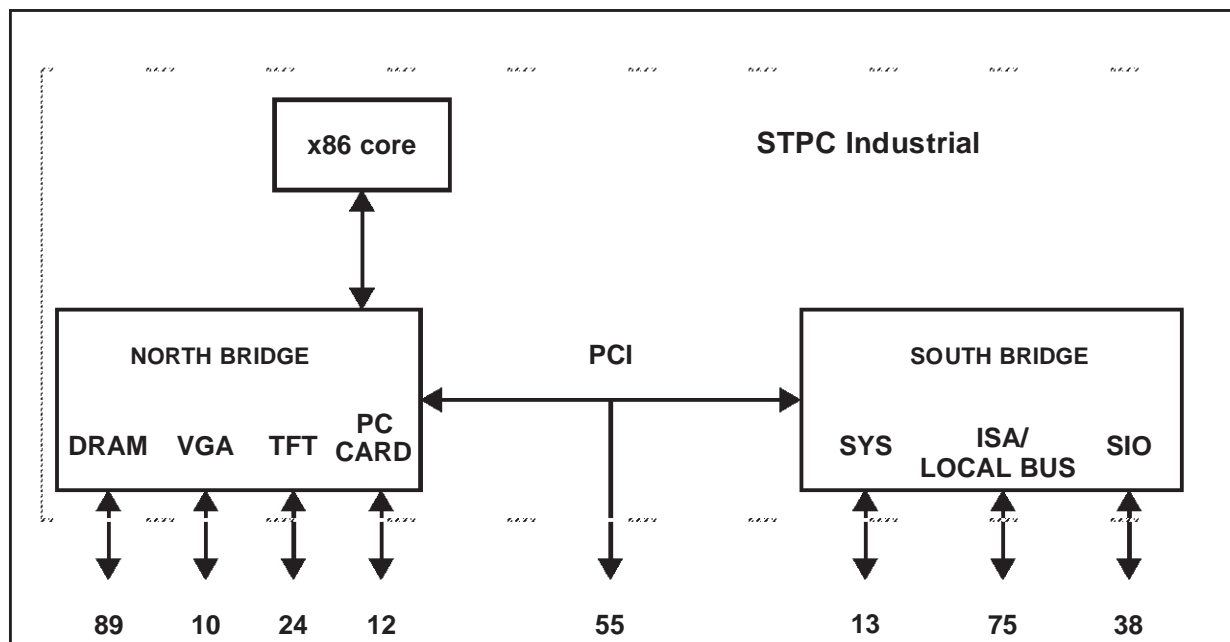 x86 core
STPC Industrial
NORTH BRIDGE
PCI
SOUTH BRIDGE
DRAM
VGA
TFT
PC
CARD
SYS
ISA/
LOCAL BUS
SIO
89
10
24
12
55
13
75
38